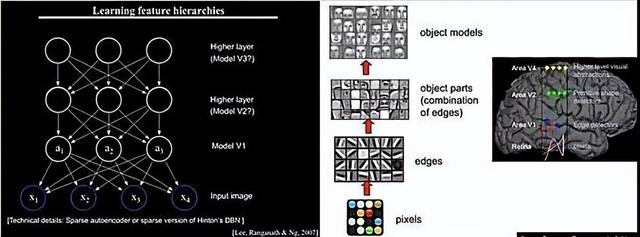 Learning feature hierarchies
Higher layer
(Model V3?)
Higher layer
(Model V2?)
Model V1
Input image
a1
a2
a3
x1
x2
x3
x4
[Technical details: Sparse autoencoder or sparse version of Hinton's DBN]
[Lee, Ranganath & Ng, 2007]
object models
object parts
(combination
of edges)
edges
pixels
Area V4
Higher level visual
abstractions
Area V2
Primitive shape
detectors
Area V1
Edge detectors
Retina
pixels